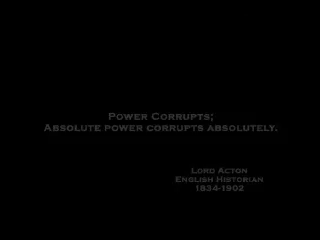 Power Corrupts;
Absolute power corrupts absolutely.
Lord Acton
English Historian
1834-1902